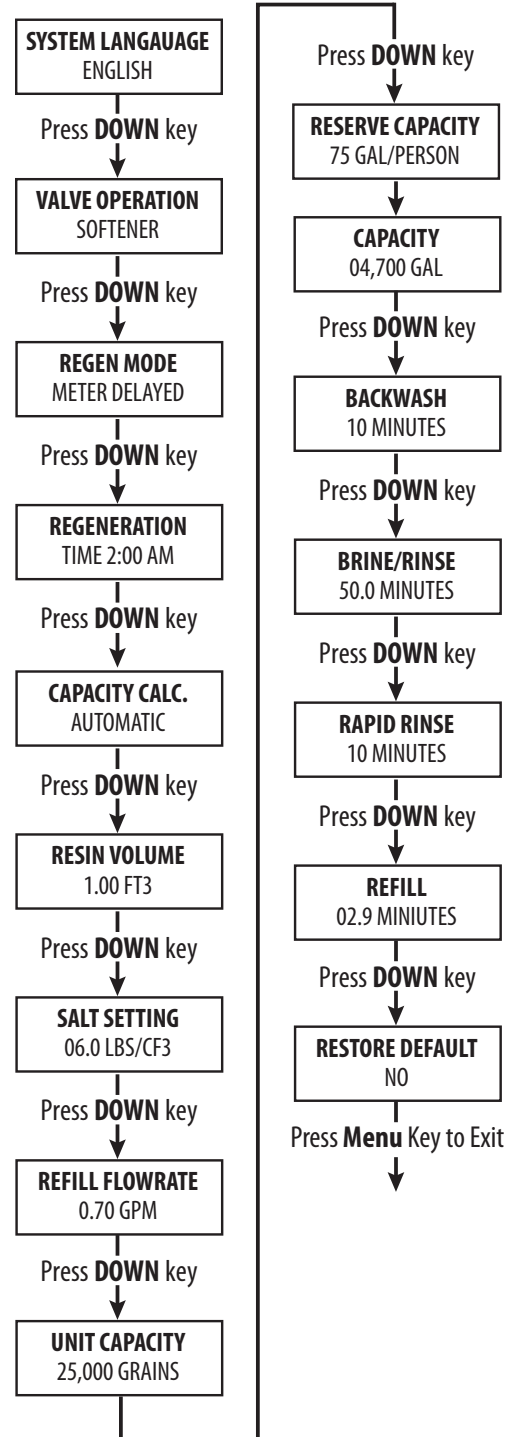 SYSTEM LANGAUAGE
ENGLISH
Press DOWN key
VALVE OPERATION
SOFTENER
Press DOWN key
REGEN MODE
METER DELAYED
Press DOWN key
REGENERATION
TIME 2:00 AM
Press DOWN key
CAPACITY CALC.
AUTOMATIC
Press DOWN key
RESIN VOLUME
1.00 FT3
Press DOWN key
SALT SETTING
06.0 LBS/CF3
Press DOWN key
REFILL FLOWRATE
0.70 GPM
Press DOWN key
UNIT CAPACITY
25,000 GRAINS
Press DOWN key
RESERVE CAPACITY
75 GAL/PERSON
CAPACITY
04,700 GAL
Press DOWN key
BACKWASH
10 MINUTES
Press DOWN key
BRINE/RINSE
50.0 MINUTES
Press DOWN key
RAPID RINSE
10 MINUTES
Press DOWN key
REFILL
02.9 MINIUTES
Press DOWN key
RESTORE DEFAULT
NO
Press Menu Key to Exit